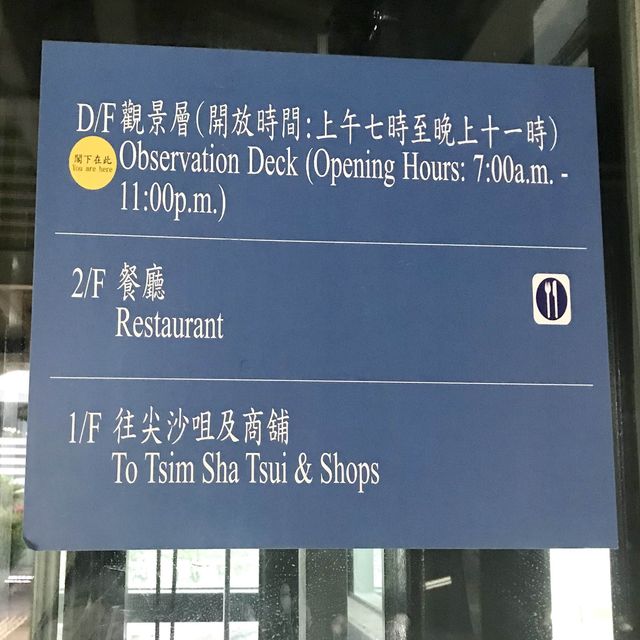 D/F 觀景層(開放時間:上午七時至晚上十一時)
閣下在此
You are here
Observation Deck (Opening Hours: 7:00a.m. -
11:00p.m.)
2/F 餐廳
Restaurant
1/F 往尖沙咀及商舖
To Tsim Sha Tsui & Shops